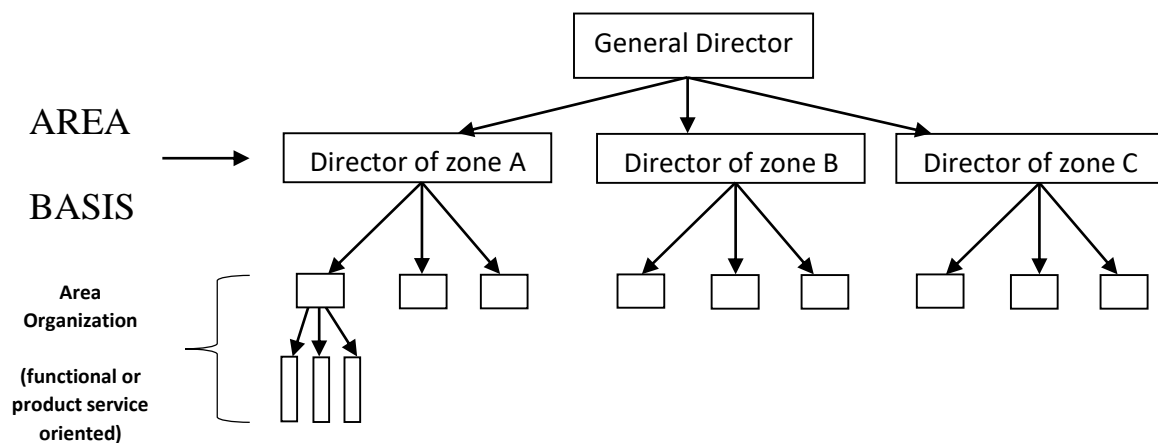 General Director
AREA
BASIS
Director of zone A
Director of zone B
Director of zone C
Area
Organization
(functional or
product service
oriented)